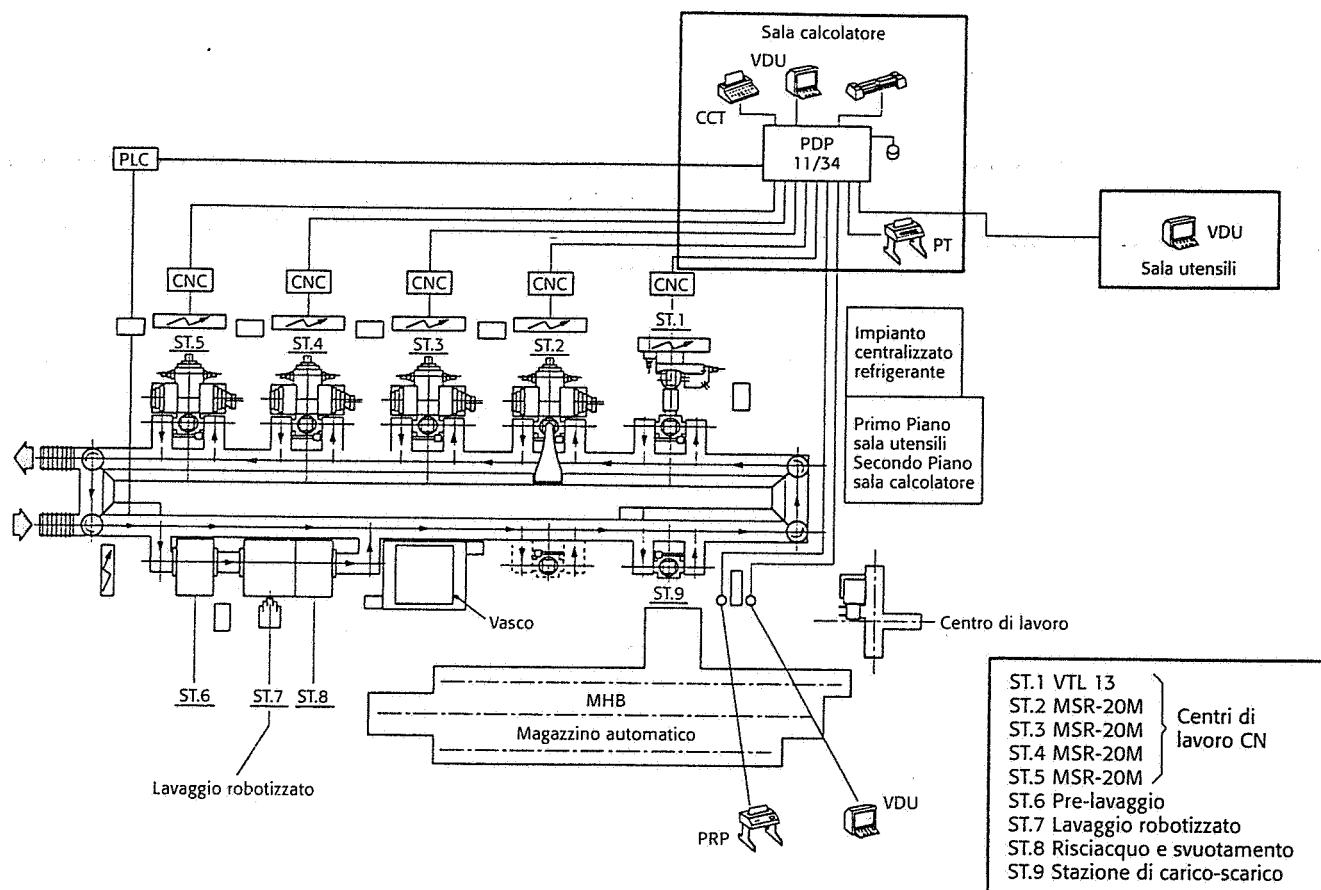 Sala calcolatore
VDU
CCT
PDP
11/34
PLC
PT
VDU
Sala utensili
CNC
CNC
CNC
CNC
CNC
ST.5
ST.4
ST.3
ST.2
ST.1
Impianto
centralizzato
refrigerante
Primo Piano
sala utensili
Secondo Piano
sala calcolatore
ST.9
Vasco
Centro di lavoro
ST.6
ST.7
ST.8
MHB
Magazzino automatico
Lavaggio robotizzato
PRP
VDU
ST.1 VTL 13
ST.2 MSR-20M
ST.3 MSR-20M
ST.4 MSR-20M
ST.5 MSR-20M
Centri di
lavoro CN
ST.6 Pre-lavaggio
ST.7 Lavaggio robotizzato
ST.8 Risciacquo e svuotamento
ST.9 Stazione di carico-scarico